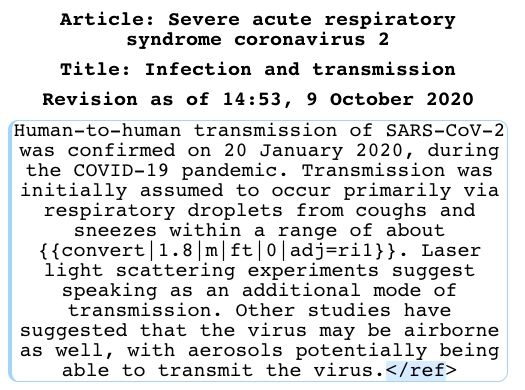 Article: Severe acute respiratory
syndrome coronavirus 2
Title: Infection and transmission
Revision as of 14:53, 9 October 2020
Human-to-human transmission of SARS-CoV-2
was confirmed on 20 January 2020, during
the COVID-19 pandemic. Transmission was
initially assumed to occur primarily via
respiratory droplets from coughs and
sneezes within a range of about
{{convert|1.8|m|ft|0|adj=ri1}}. Laser
light scattering experiments suggest
speaking as an additional mode of
transmission. Other studies have
suggested that the virus may be airborne
as well, with aerosols potentially being
able to transmit the virus.</ref>